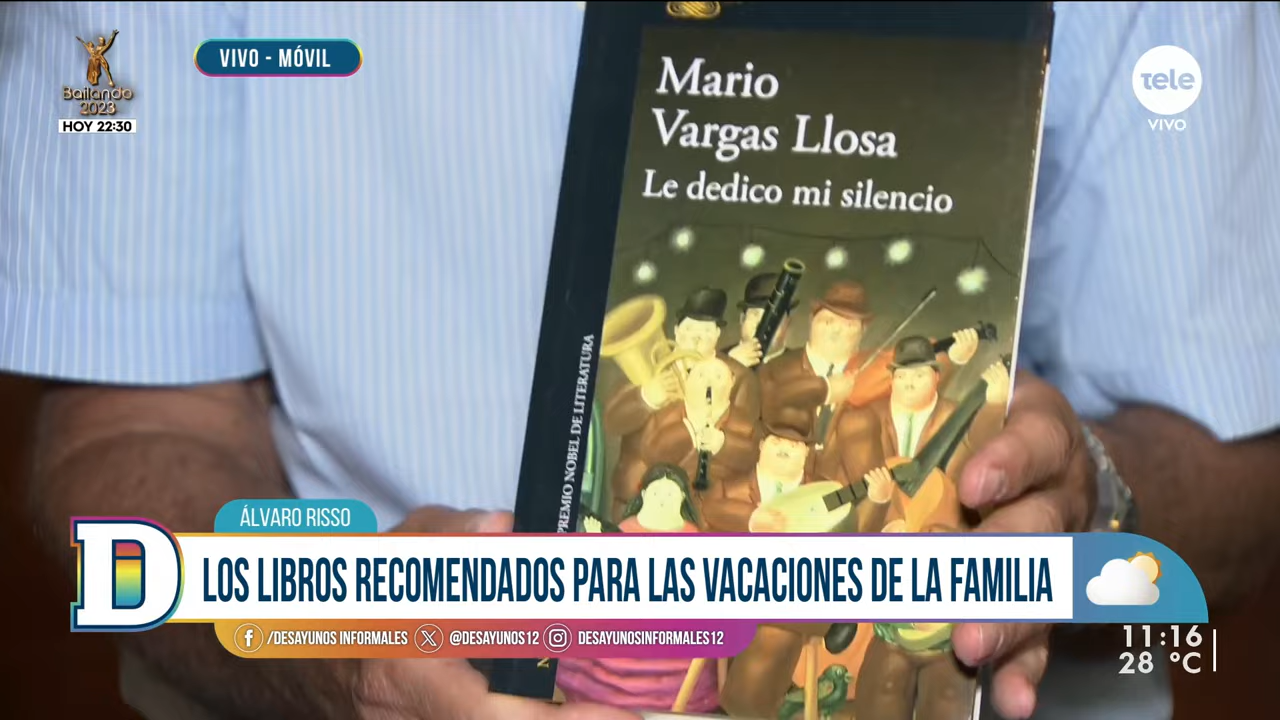 Bailando
2023
HOY 22:30
VIVO - MÓVIL
tele
VIVO
Mario
Vargas Llosa
Le dedico mi silencio
PREMIO NOBEL DE LITERATURA
ÁLVARO RISSO
D
LOS LIBROS RECOMENDADOS PARA LAS VACACIONES DE LA FAMILIA
/DESAYUNOS INFORMALES @DESAYUNOS12 DESAYUNOSINFORMALES12
11:16
28 °C